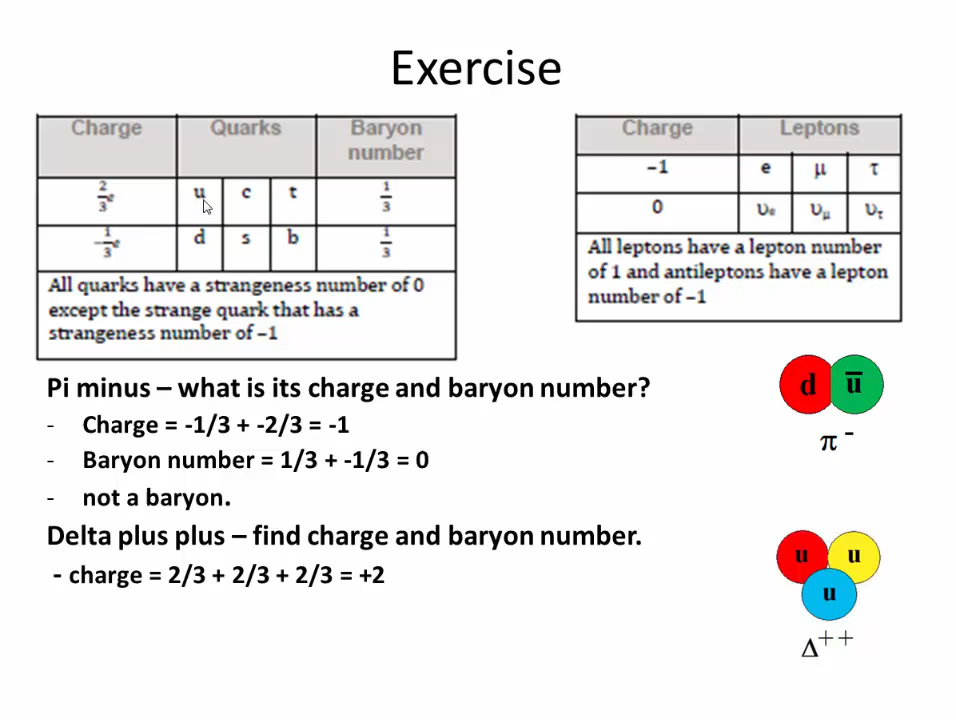 Exercise
Charge Quarks Baryon number
2/3 e u c t 1/3
-1/3 e d s b 1/3
All quarks have a strangeness number of 0
except the strange quark that has a
strangeness number of –1
Charge Leptons
–1 e μ τ
0 υe υμ υτ
All leptons have a lepton number
of 1 and antileptons have a lepton
number of –1
Pi minus – what is its charge and baryon number?
- Charge = -1/3 + -2/3 = -1
- Baryon number = 1/3 + -1/3 = 0
- not a baryon.
d u̅
π -
Delta plus plus – find charge and baryon number.
- charge = 2/3 + 2/3 + 2/3 = +2
u u
u
Δ++